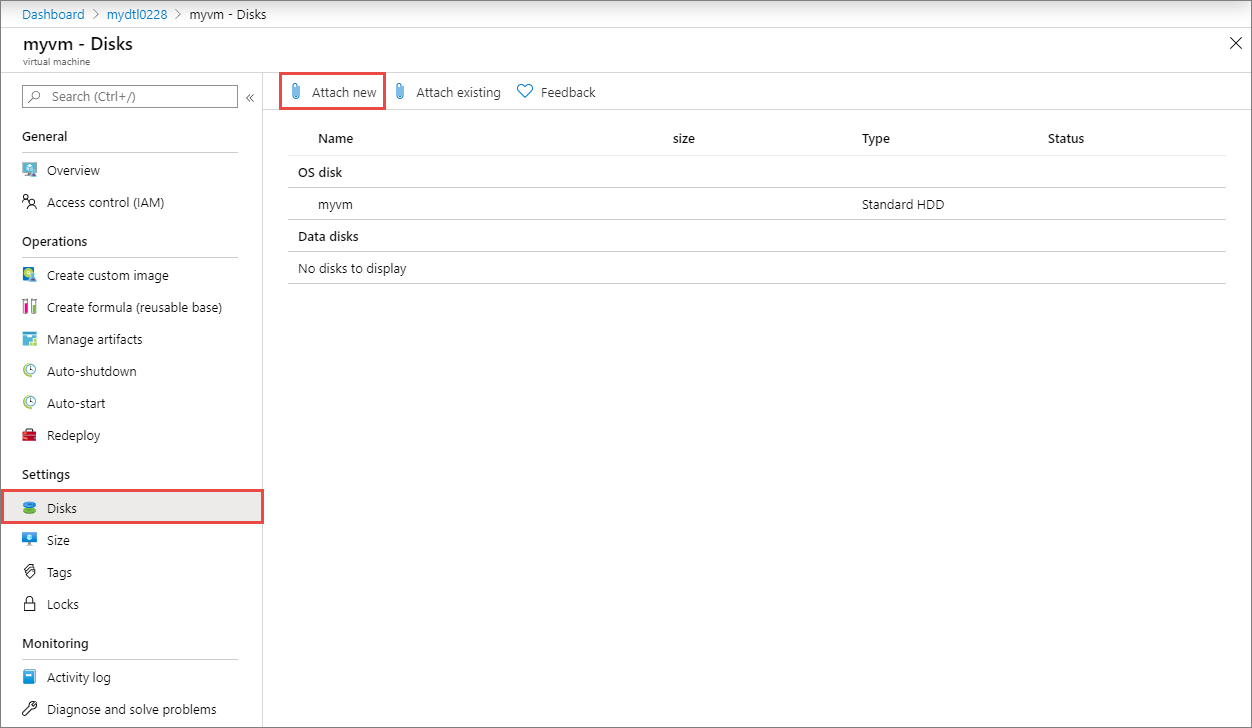 Dashboard > mydtl0228 > myvm - Disks
myvm - Disks
virtual machine
Search (Ctrl+/)
«
General
Overview
Access control (IAM)
Operations
Create custom image
Create formula (reusable base)
Manage artifacts
Auto-shutdown
Auto-start
Redeploy
Settings
Disks
Size
Tags
Locks
Monitoring
Activity log
Diagnose and solve problems
Attach new Attach existing Feedback
Name size Type Status
OS disk
myvm Standard HDD
Data disks
No disks to display